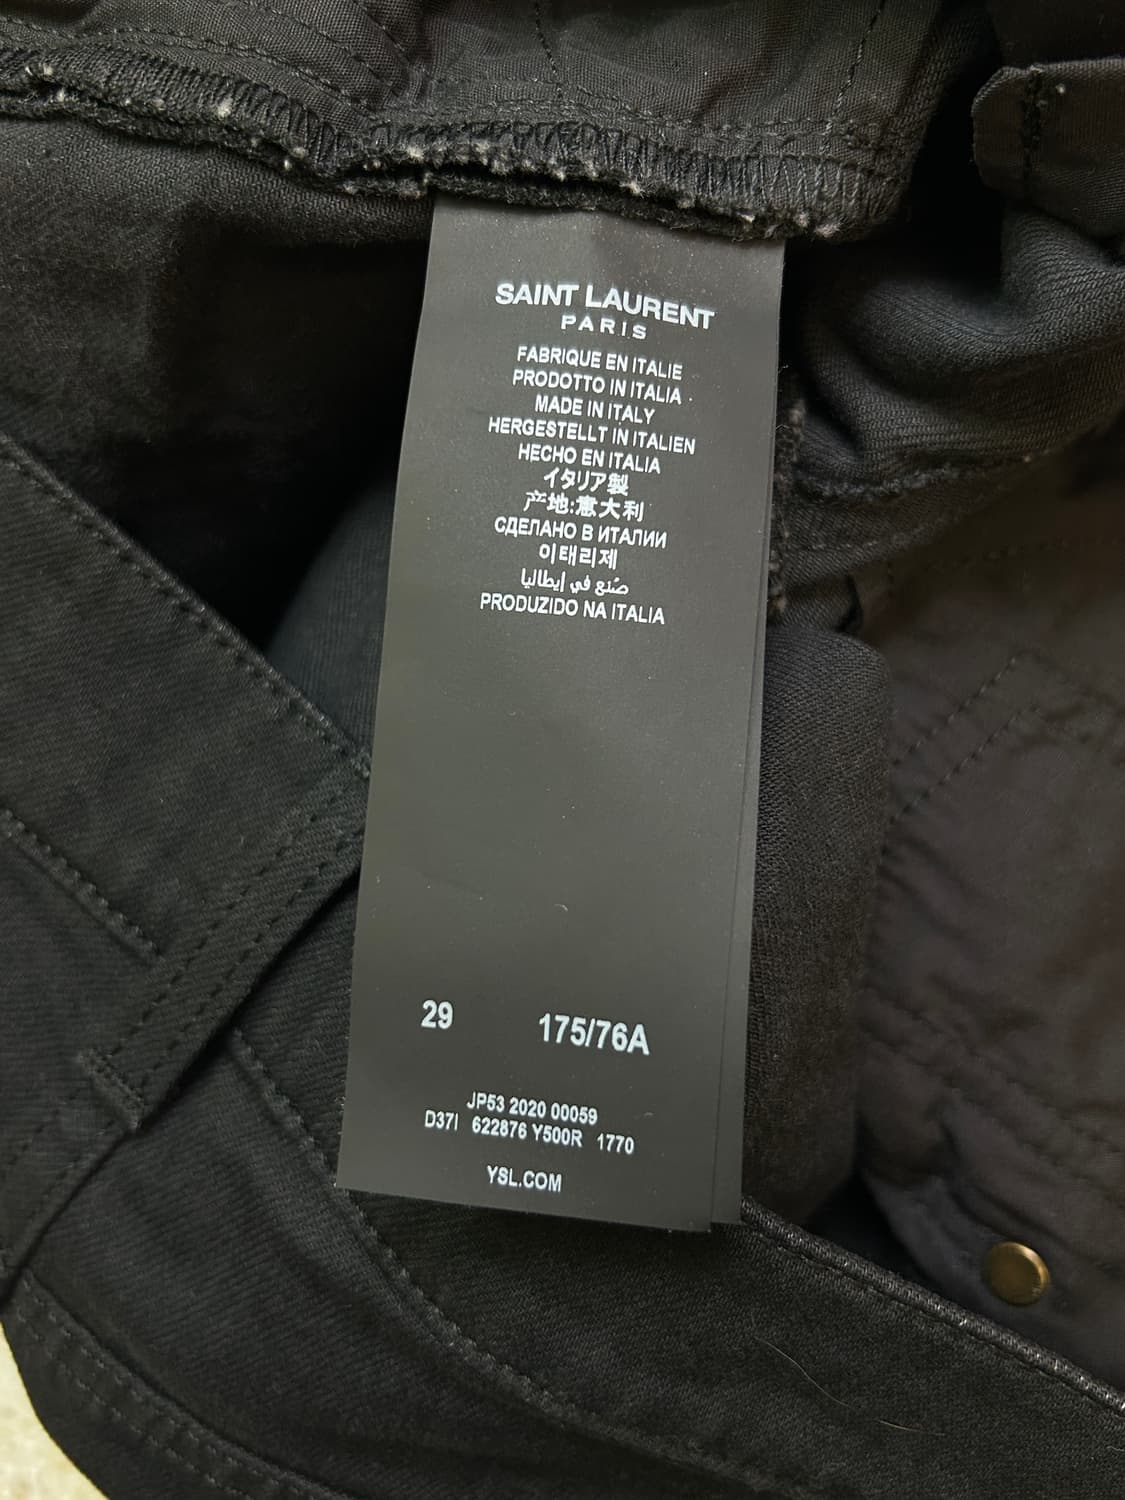 SAINT LAURENT
PARIS
FABRIQUE EN ITALIE
PRODOTTO IN ITALIA
MADE IN ITALY
HERGESTELLT IN ITALIEN
HECHO EN ITALIA
イタリア製
产地:意大利
СДЕЛАНО В ИТАЛИИ
이태리제
صُنع في إيطاليا
PRODUZIDO NA ITALIA
29 175/76A
JP53 2020 00059
D37I 622876 Y500R 1770
YSL.COM